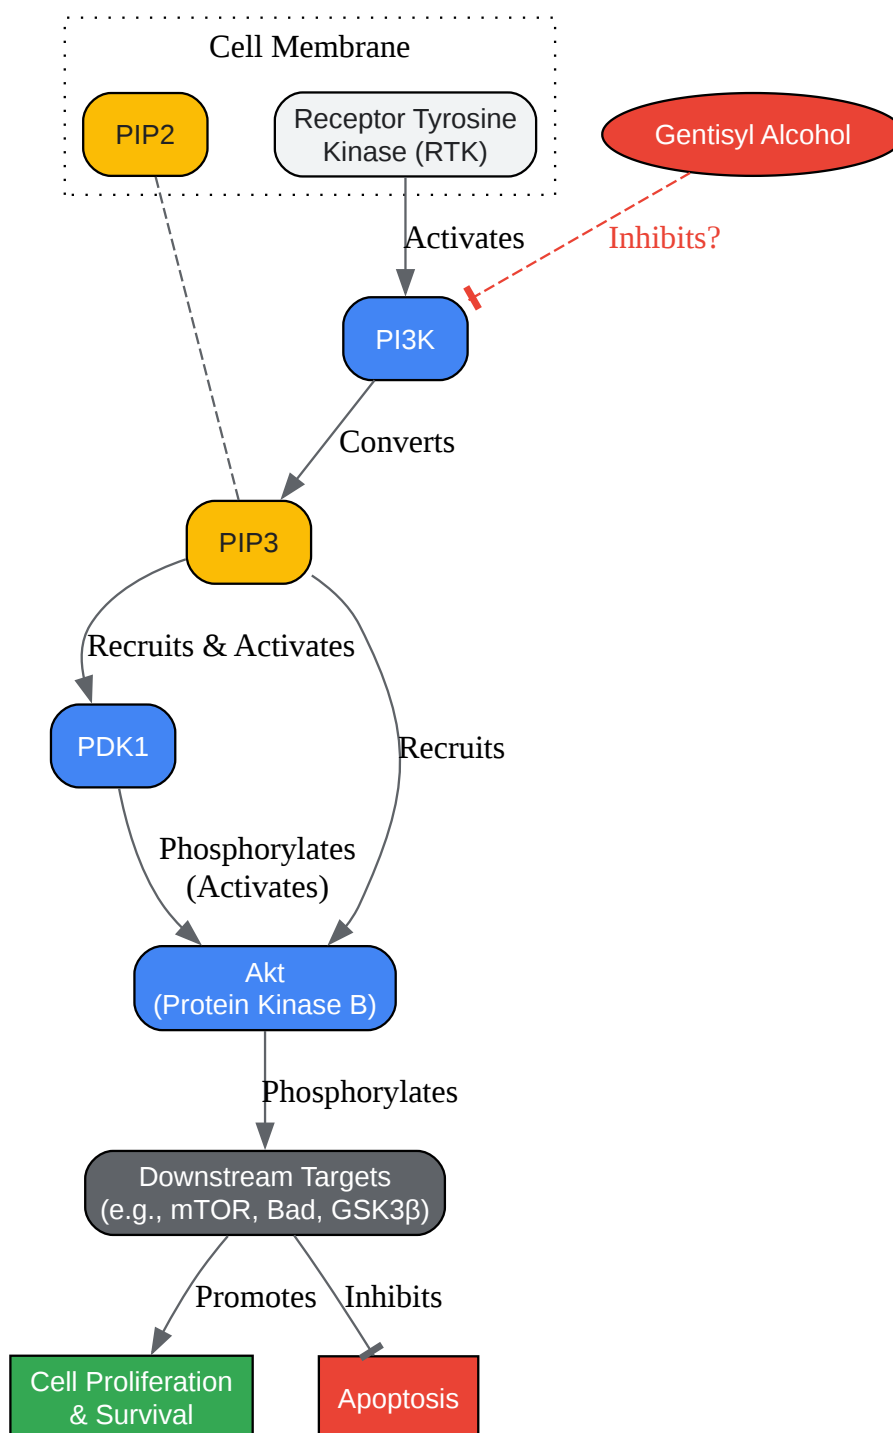 Cell Membrane
PIP2
Receptor Tyrosine
Kinase (RTK)
Gentisyl Alcohol
Activates
Inhibits?
PI3K
Converts
PIP3
Recruits & Activates
PDK1
Recruits
Phosphorylates
(Activates)
Akt
(Protein Kinase B)
Phosphorylates
Downstream Targets
(e.g., mTOR, Bad, GSK3β)
Promotes
Inhibits
Cell Proliferation
& Survival
Apoptosis